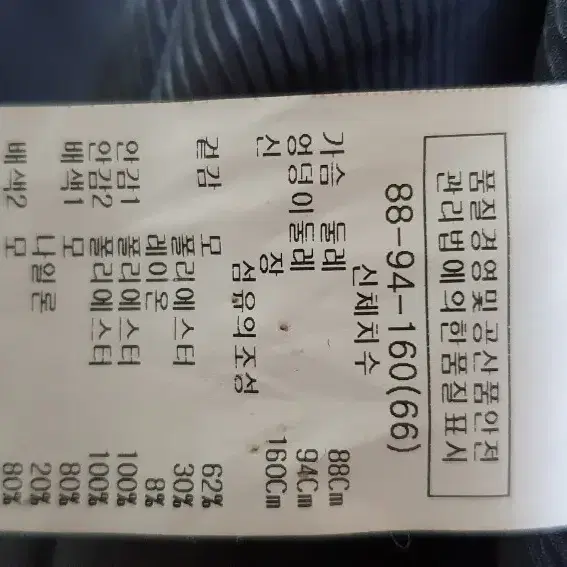 품질경영및공산품안전
관리법에의한품질표시
88-94-160(66)
신체치수
가슴둘레 88Cm
엉덩이둘레 94Cm
신 장 160Cm
섬유의조성
겉감 모 62%
폴리에스터 30%
레이온 8%
안감1 폴리에스터 100%
안감2 폴리에스터 100%
배색1 모 80%
나일론 20%
배색2 모 80%